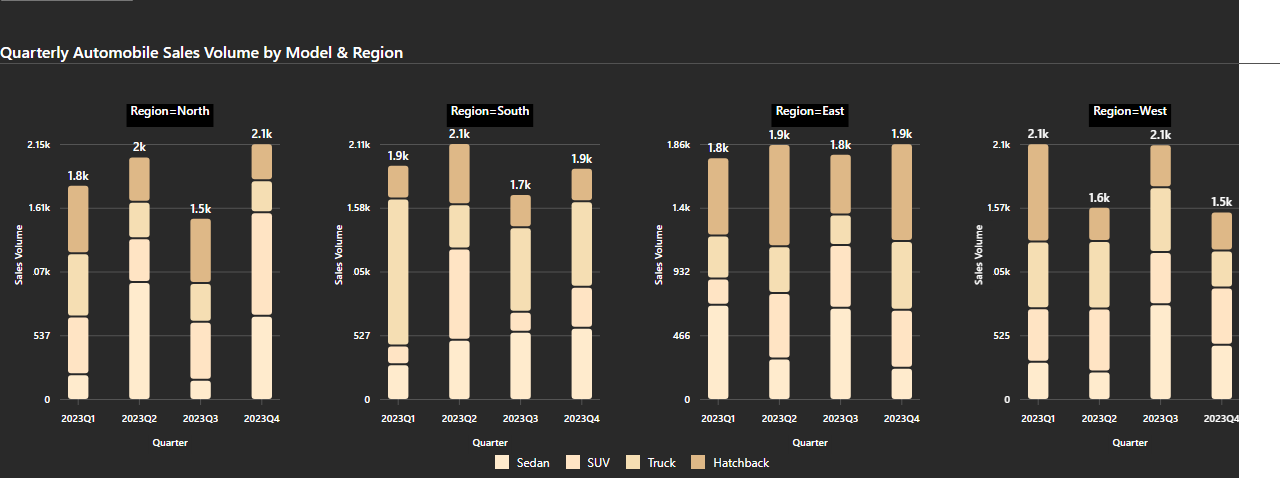 Quarterly Automobile Sales Volume by Model & Region
Region=North
Region=South
Region=East
Region=West
2.15k
1.61k
07k
537
0
Sales Volume
1.8k
2k
1.5k
2.1k
2023Q1
2023Q2
2023Q3
2023Q4
Quarter
2.11k
1.58k
05k
527
0
Sales Volume
1.9k
2.1k
1.7k
1.9k
2023Q1
2023Q2
2023Q3
2023Q4
Quarter
1.86k
1.4k
932
466
0
Sales Volume
1.8k
1.9k
1.8k
1.9k
2023Q1
2023Q2
2023Q3
2023Q4
Quarter
2.1k
1.57k
05k
525
0
Sales Volume
2.1k
1.6k
2.1k
1.5k
2023Q1
2023Q2
2023Q3
2023Q4
Quarter
Sedan
SUV
Truck
Hatchback